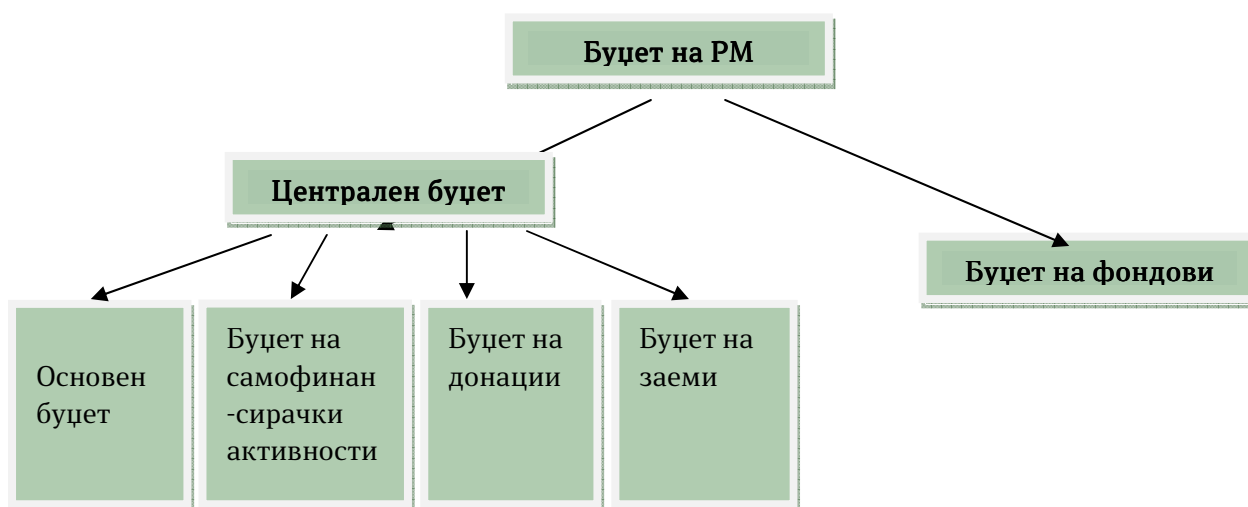 Буџет на РМ
Централен буџет
Буџет на фондови
Основен
буџет
Буџет на
самофинан
-сирачки
активности
Буџет на
донации
Буџет на
заеми